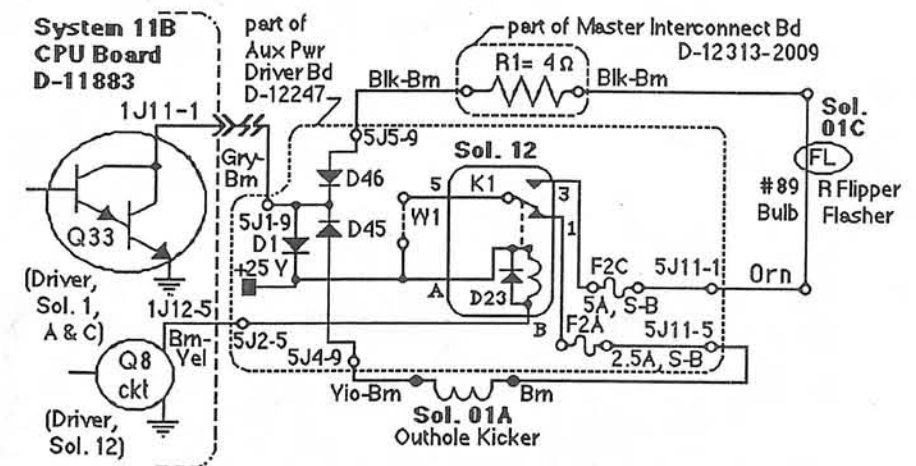 System 11B
CPU Board
D-11883
part of
Aux Pwr
Driver Bd
D-12247
part of Master Interconnect Bd
D-12313-2009
R1= 4Ω
Blk-Brn
Blk-Brn
1J11-1
5J5-9
Sol.
01C
FL
#89
Bulb
R Flipper
Flasher
Gry-
Brn
Sol. 12
D46
D45
5
K1
3
1
W1
Q33
5J1-9
D1
+25 Y
A
D23
B
F2C
5J11-1
Orn
5A, S-B
F2A
5J11-5
2.5A, S-B
(Driver,
Sol. 1,
A & C)
1J12-5
Brn-
Yel
5J2-5
5J4-9
Q8
ckt
(Driver,
Sol. 12)
Ylo-Brn
Brn
Sol. 01A
Outhole Kicker